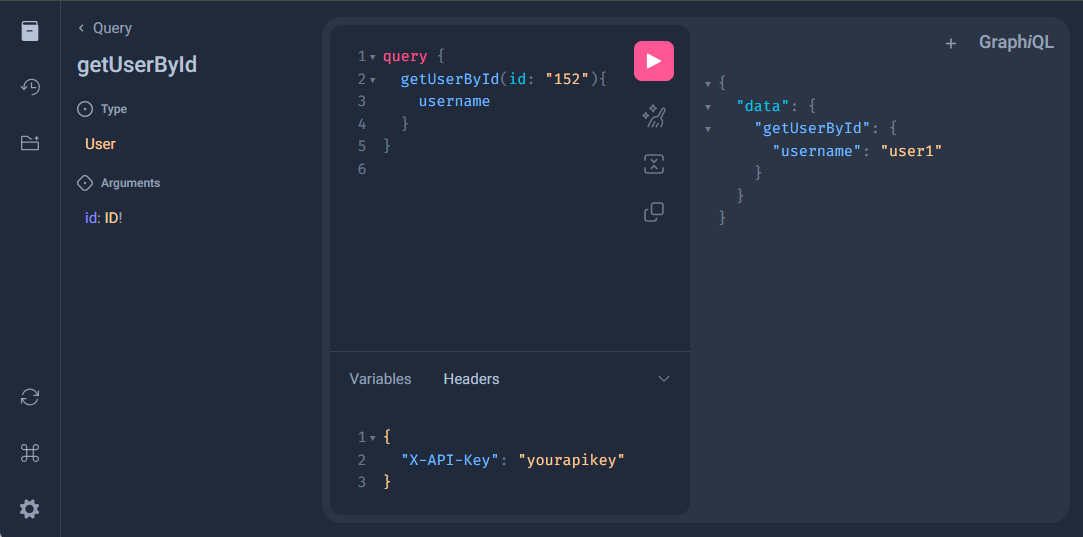 Query
getUserById
Type
User
Arguments
id: ID!
1 query {
2 getUserById(id: "152"){
3 username
4 }
5 }
6
Variables Headers
1 {
2 "X-API-Key": "yourapikey"
3 }
+ GraphiQL
{
"data": {
"getUserById": {
"username": "user1"
}
}
}